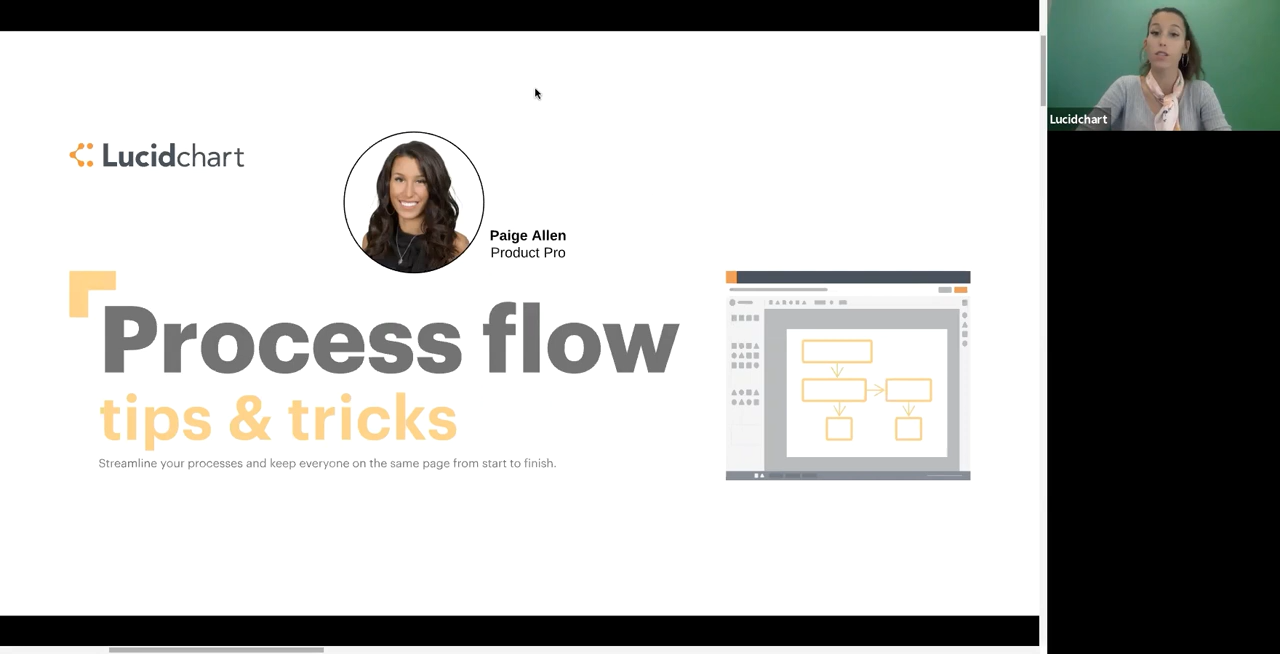 Lucidchart
Paige Allen
Product Pro
Process flow
tips & tricks
Streamline your processes and keep everyone on the same page from start to finish.
Lucidchart